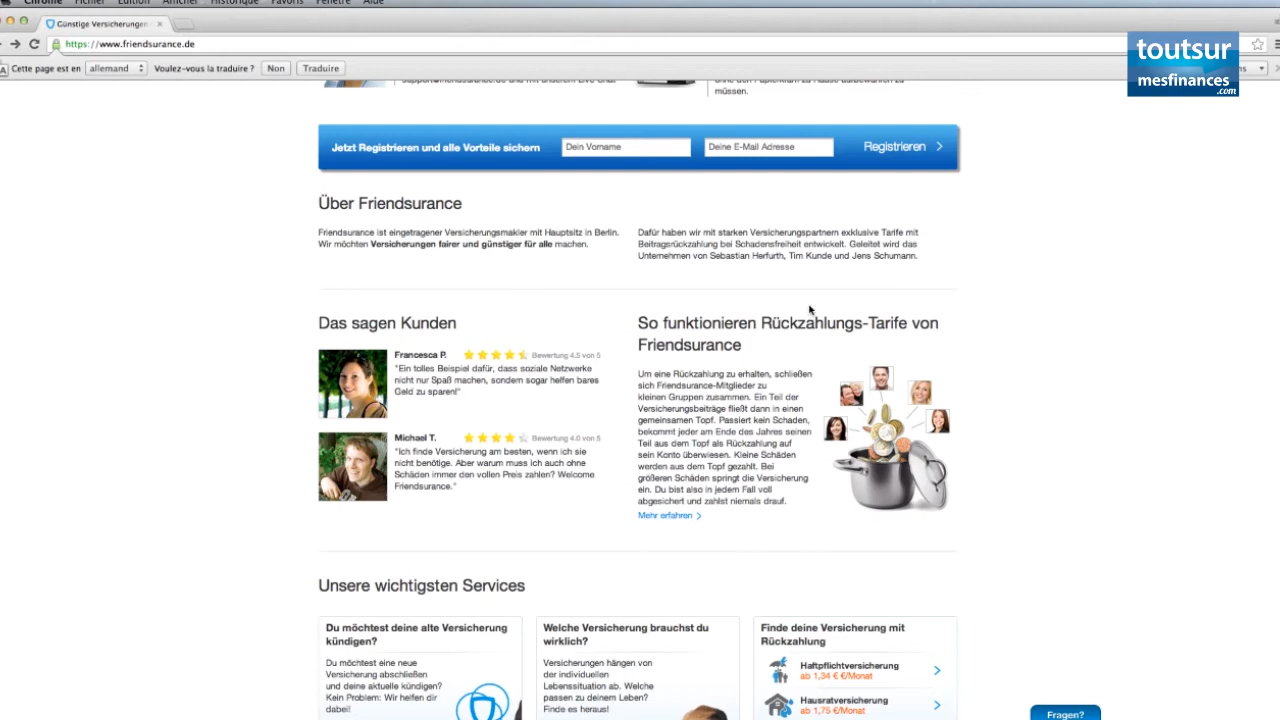 Chrome Fichier Edition Afficher Historique Favoris Fenêtre Aide
Günstige Versicherungen
https://www.friendsurance.de
toutsur
mesfinances
.com
Cette page est en allemand Voulez-vous la traduire ? Non Traduire
müssen.
Jetzt Registrieren und alle Vorteile sichern Dein Vorname Deine E-Mail Adresse Registrieren
Über Friendsurance
Friendsurance ist eingetragener Versicherungsmakler mit Hauptsitz in Berlin.
Wir möchten Versicherungen fairer und günstiger für alle machen.
Dafür haben wir mit starken Versicherungspartnern exklusive Tarife mit
Beitragsrückzahlung bei Schadensfreiheit entwickelt. Geleitet wird das
Unternehmen von Sebastian Herfurth, Tim Kunde und Jens Schumann.
Das sagen Kunden
Francesca P. Bewertung 4.5 von 5
"Ein tolles Beispiel dafür, dass soziale Netzwerke
nicht nur Spaß machen, sondern sogar helfen bares
Geld zu sparen!"
Michael T. Bewertung 4.0 von 5
"Ich finde Versicherung am besten, wenn ich sie
nicht benötige. Aber warum muss ich auch ohne
Schäden immer den vollen Preis zahlen? Welcome
Friendsurance."
So funktionieren Rückzahlungs-Tarife von
Friendsurance
Um eine Rückzahlung zu erhalten, schließen
sich Friendsurance-Mitglieder zu
kleinen Gruppen zusammen. Ein Teil der
Versicherungsbeiträge fließt dann in einen
gemeinsamen Topf. Passiert kein Schaden,
bekommt jeder am Ende des Jahres seinen
Teil aus dem Topf als Rückzahlung auf
sein Konto überwiesen. Kleine Schäden
werden aus dem Topf gezahlt. Bei
größeren Schäden springt die Versicherung
ein. Du bist also in jedem Fall voll
abgesichert und zahlst niemals drauf.
Mehr erfahren
Unsere wichtigsten Services
Du möchtest deine alte Versicherung
kündigen?
Du möchtest eine neue
Versicherung abschließen
und deine aktuelle kündigen?
Kein Problem: Wir helfen dir
dabei!
Welche Versicherung brauchst du
wirklich?
Versicherungen hängen von
der individuellen
Lebenssituation ab. Welche
passen zu deinem Leben?
Finde es heraus!
Finde deine Versicherung mit
Rückzahlung
Haftpflichtversicherung
ab 1,34 € €/Monat
Hausratversicherung
ab 1,75 € €/Monat
Fragen?